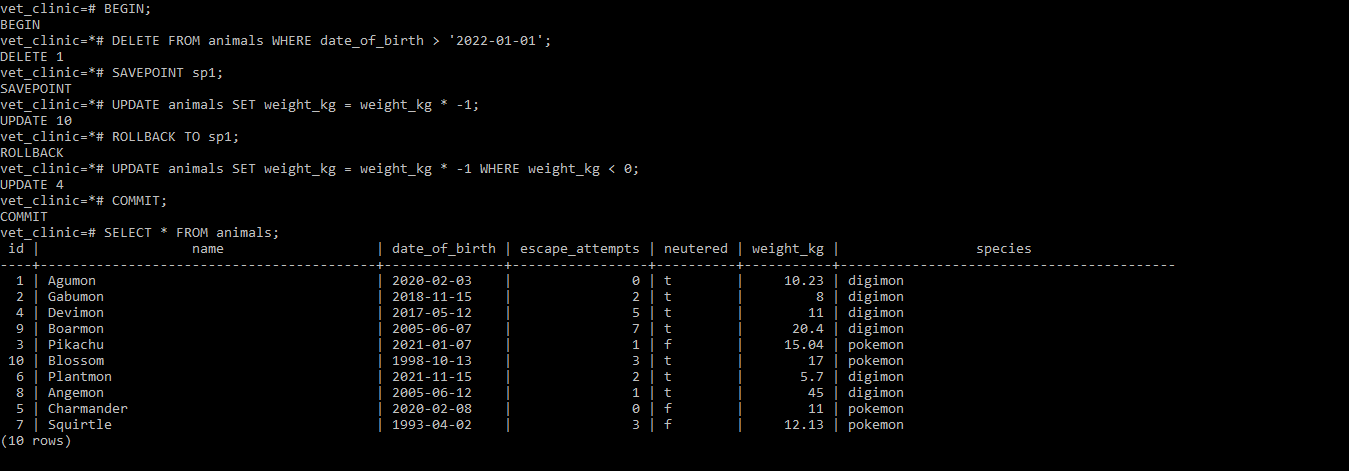 vet_clinic=# BEGIN;
BEGIN
vet_clinic=*# DELETE FROM animals WHERE date_of_birth > '2022-01-01';
DELETE 1
vet_clinic=*# SAVEPOINT sp1;
SAVEPOINT
vet_clinic=*# UPDATE animals SET weight_kg = weight_kg * -1;
UPDATE 10
vet_clinic=*# ROLLBACK TO sp1;
ROLLBACK
vet_clinic=*# UPDATE animals SET weight_kg = weight_kg * -1 WHERE weight_kg < 0;
UPDATE 4
vet_clinic=*# COMMIT;
COMMIT
vet_clinic=# SELECT * FROM animals;
 id |                   name                   | date_of_birth | escape_attempts | neutered | weight_kg |                 species
----+------------------------------------------+---------------+-----------------+----------+-----------+------------------------------------------
  1 | Agumon                                   | 2020-02-03    |               0 | t        |     10.23 | digimon
  2 | Gabumon                                  | 2018-11-15    |               2 | t        |         8 | digimon
  4 | Devimon                                  | 2017-05-12    |               5 | t        |        11 | digimon
  9 | Boarmon                                  | 2005-06-07    |               7 | t        |      20.4 | digimon
  3 | Pikachu                                  | 2021-01-07    |               1 | f        |     15.04 | pokemon
 10 | Blossom                                  | 1998-10-13    |               3 | t        |        17 | pokemon
  6 | Plantmon                                 | 2021-11-15    |               2 | t        |       5.7 | digimon
  8 | Angemon                                  | 2005-06-12    |               1 | t        |        45 | digimon
  5 | Charmander                               | 2020-02-08    |               0 | f        |        11 | pokemon
  7 | Squirtle                                 | 1993-04-02    |               3 | f        |     12.13 | pokemon
(10 rows)